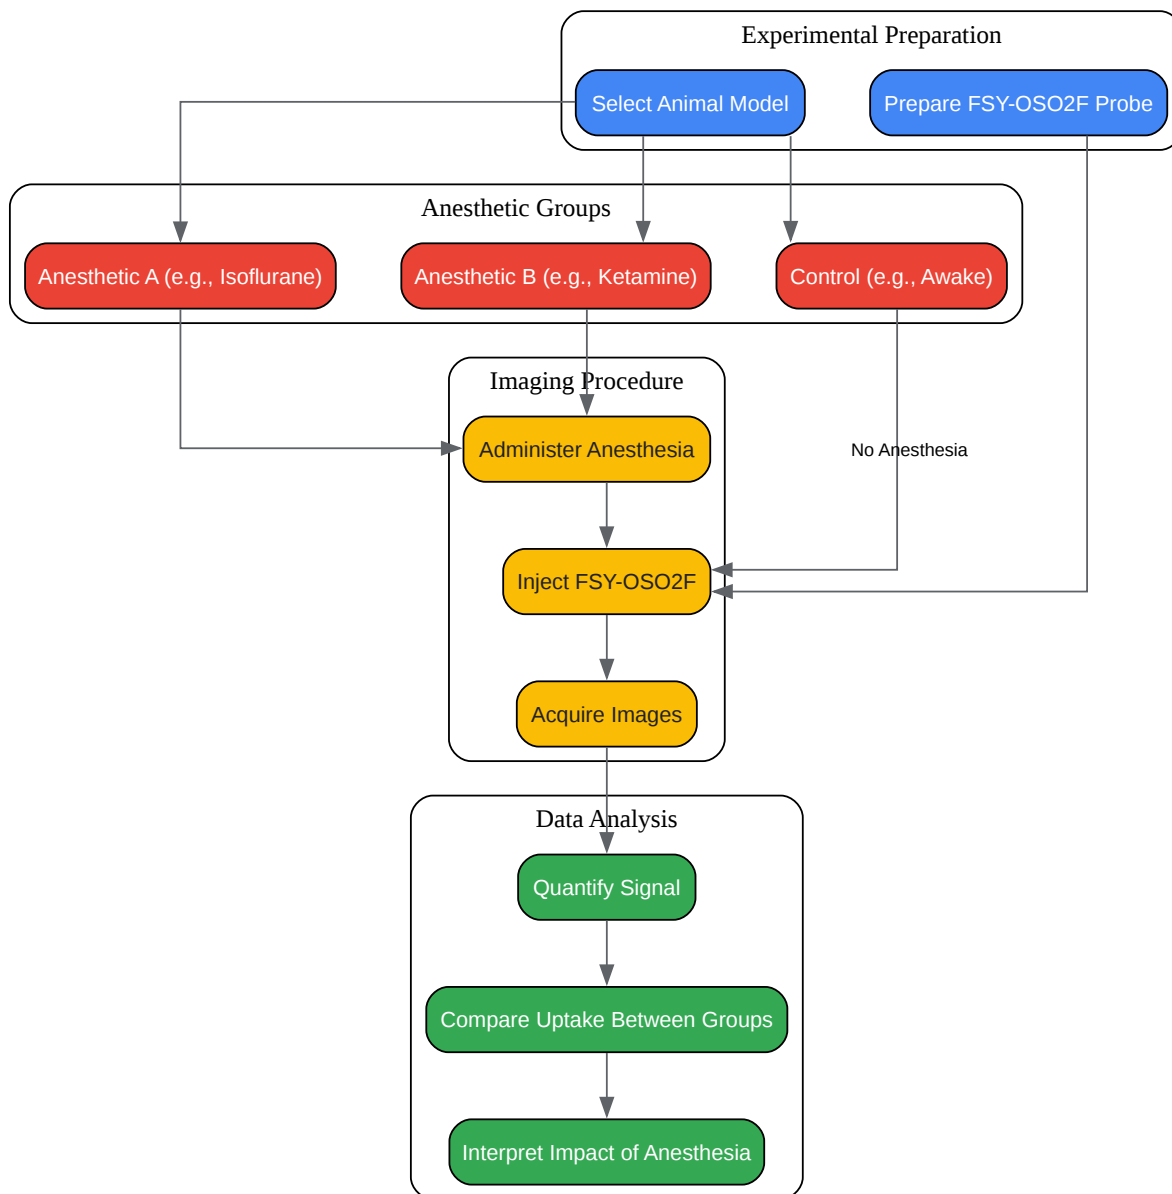 Experimental Preparation
Select Animal Model
Prepare FSY-OSO2F Probe
Anesthetic Groups
Anesthetic A (e.g., Isoflurane)
Anesthetic B (e.g., Ketamine)
Control (e.g., Awake)
Imaging Procedure
Administer Anesthesia
No Anesthesia
Inject FSY-OSO2F
Acquire Images
Data Analysis
Quantify Signal
Compare Uptake Between Groups
Interpret Impact of Anesthesia